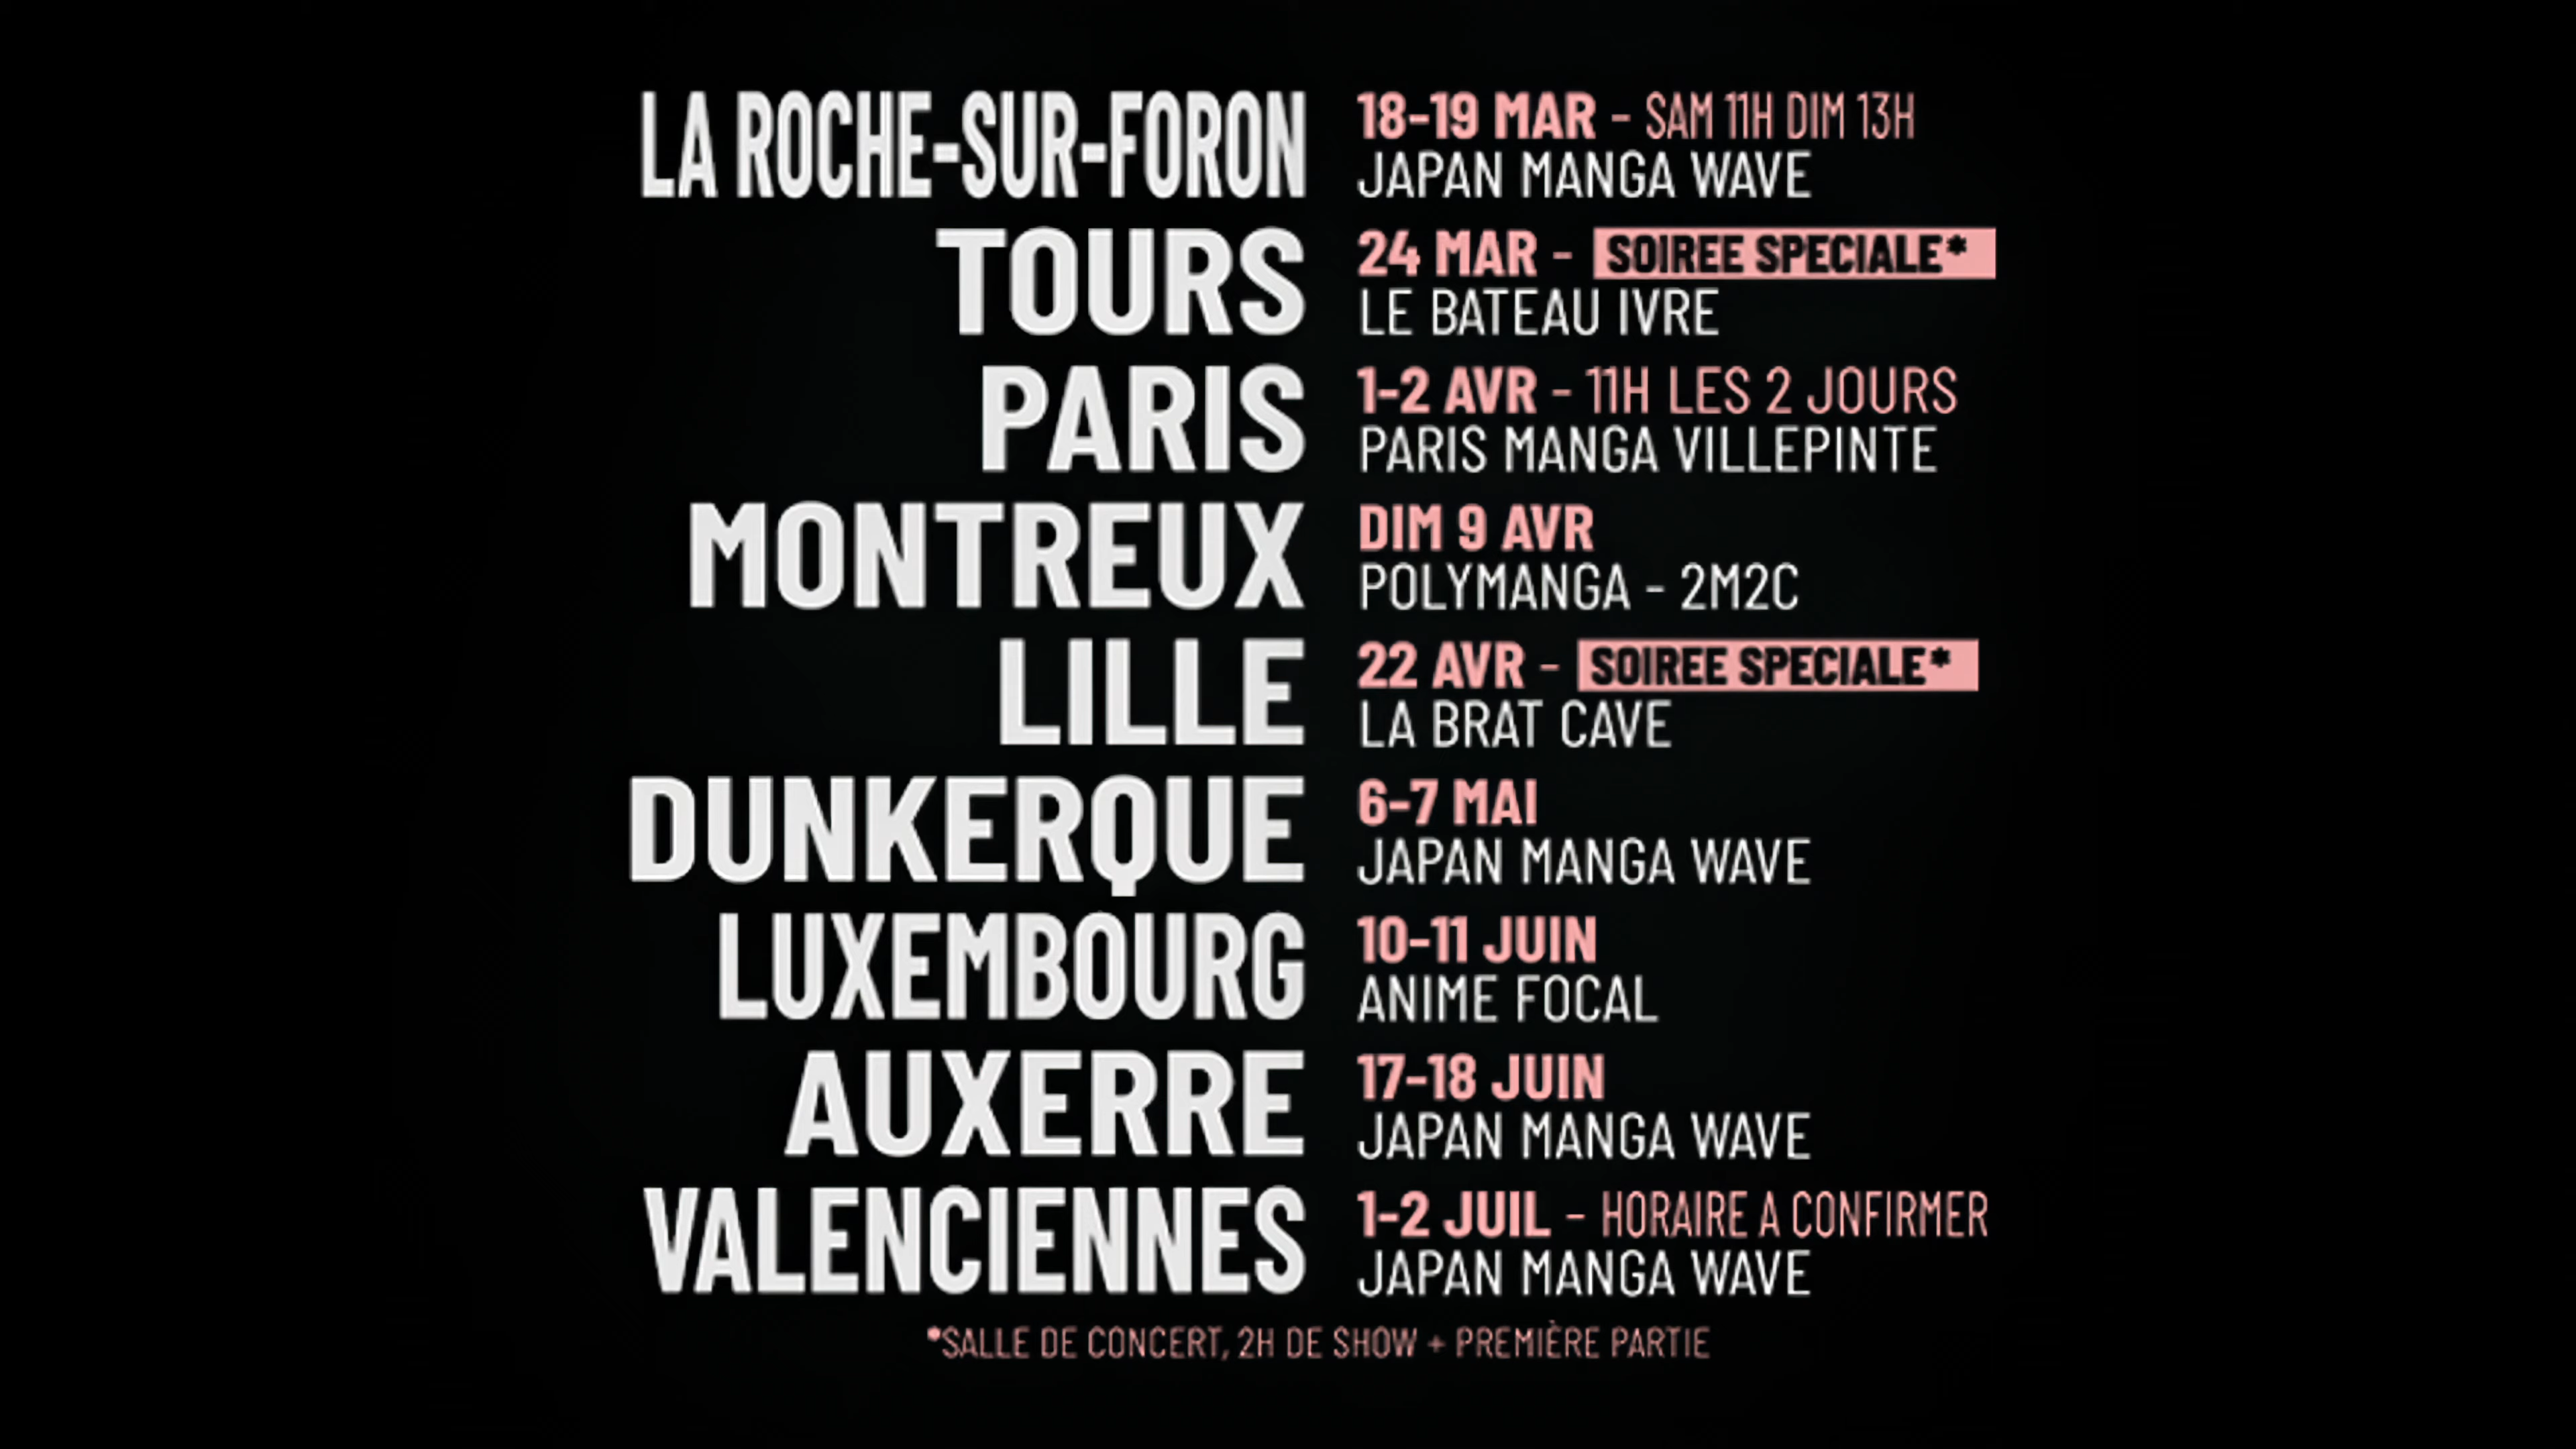 LA ROCHE-SUR-FORON
18-19 MAR - SAM 11H DIM 13H
JAPAN MANGA WAVE
TOURS
24 MAR - SOIREE SPECIALE*
LE BATEAU IVRE
PARIS
1-2 AVR - 11H LES 2 JOURS
PARIS MANGA VILLEPINTE
MONTREUX
DIM 9 AVR
POLYMANGA - 2M2C
LILLE
22 AVR - SOIREE SPECIALE*
LA BRAT CAVE
DUNKERQUE
6-7 MAI
JAPAN MANGA WAVE
LUXEMBOURG
10-11 JUIN
ANIME FOCAL
AUXERRE
17-18 JUIN
JAPAN MANGA WAVE
VALENCIENNES
1-2 JUIL - HORAIRE A CONFIRMER
JAPAN MANGA WAVE
*SALLE DE CONCERT, 2H DE SHOW + PREMIÈRE PARTIE